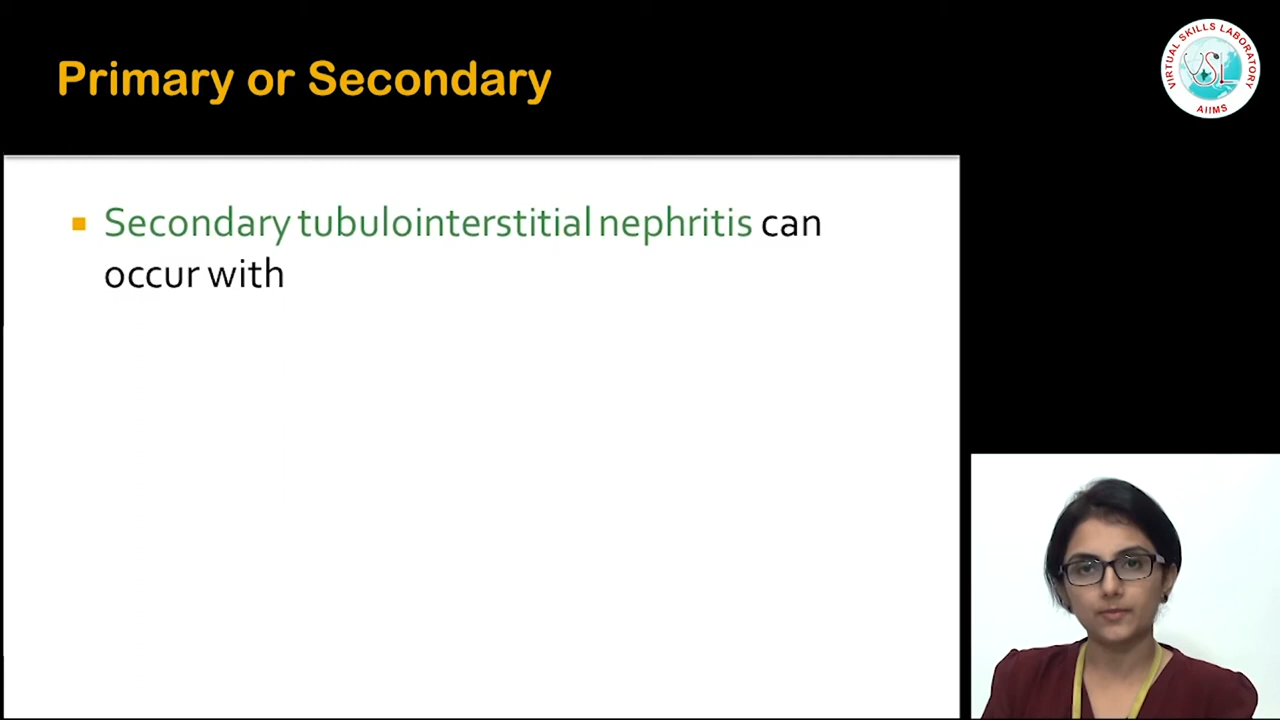 Primary or Secondary
VIRTUAL SKILLS LABORATORY
VSL
AIIMS
Secondary tubulointerstitial nephritis can
occur with